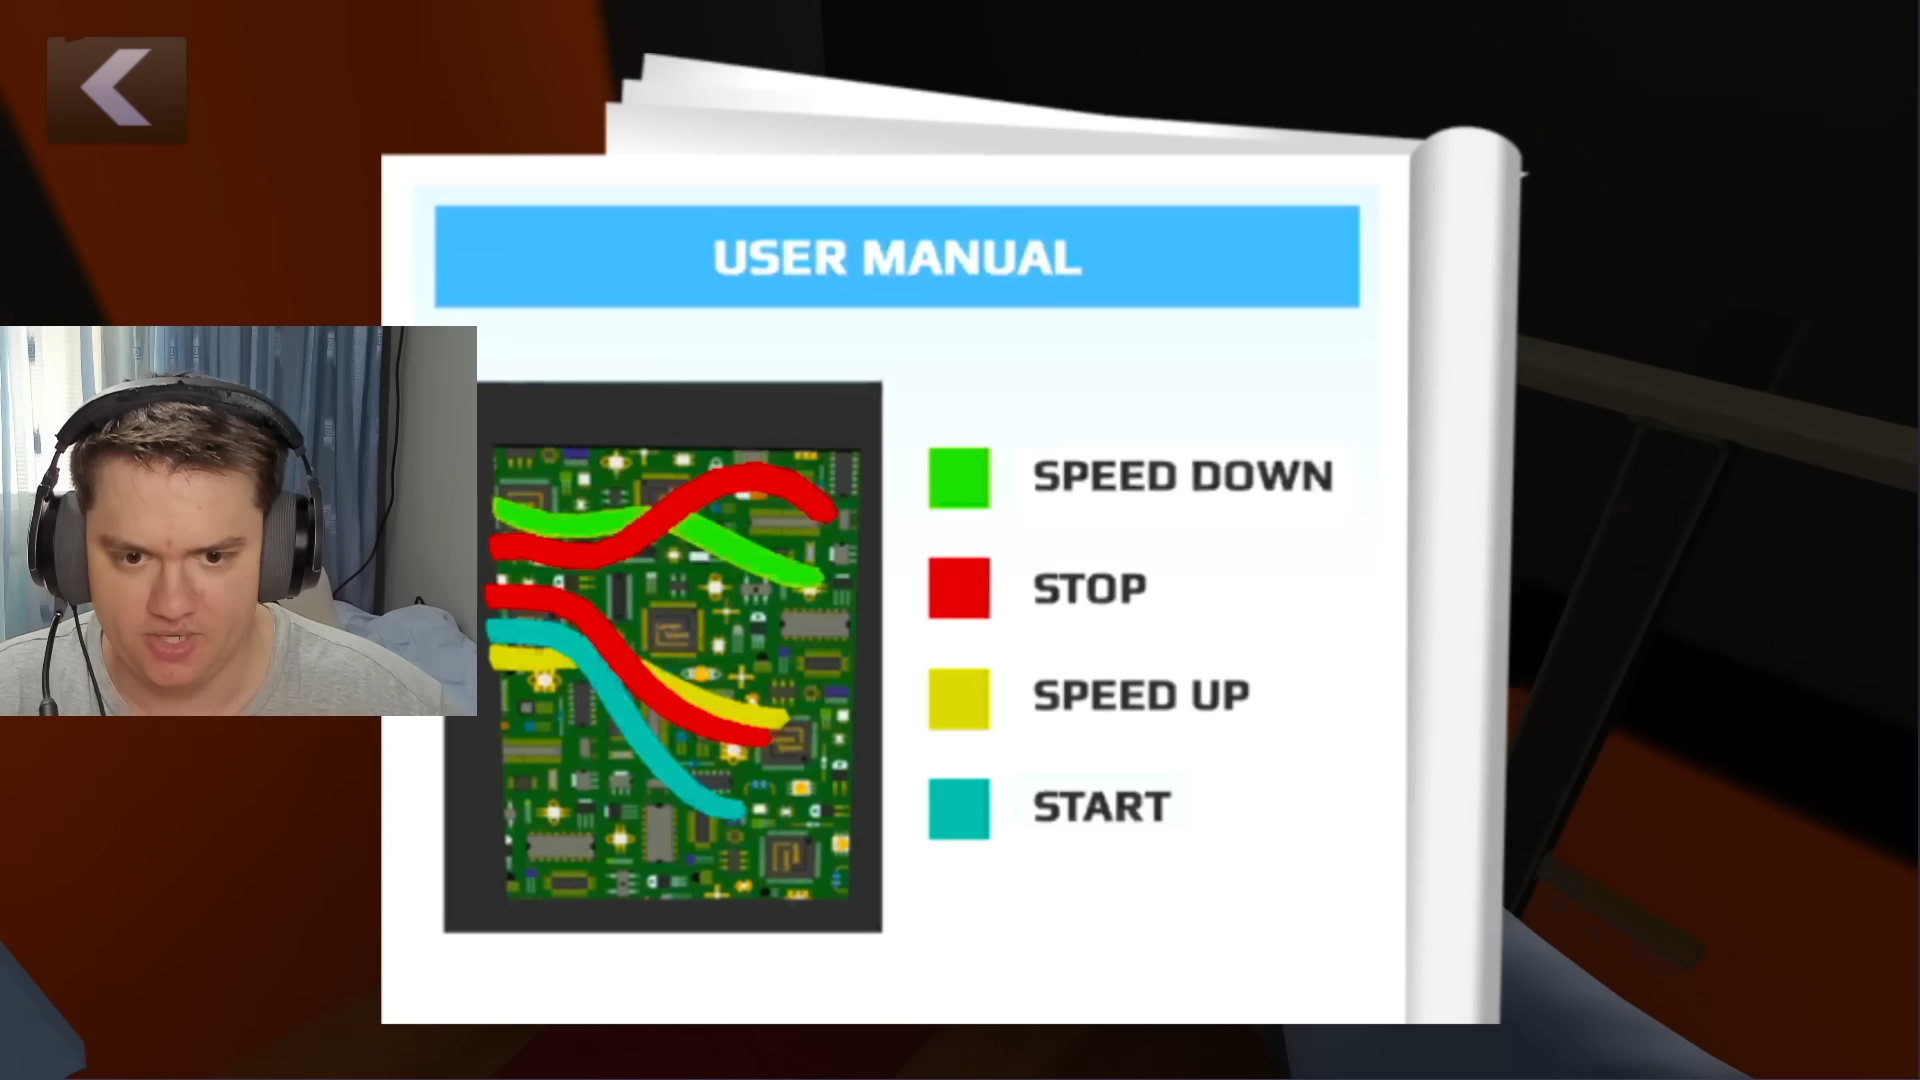 USER MANUAL
SPEED DOWN
STOP
SPEED UP
START